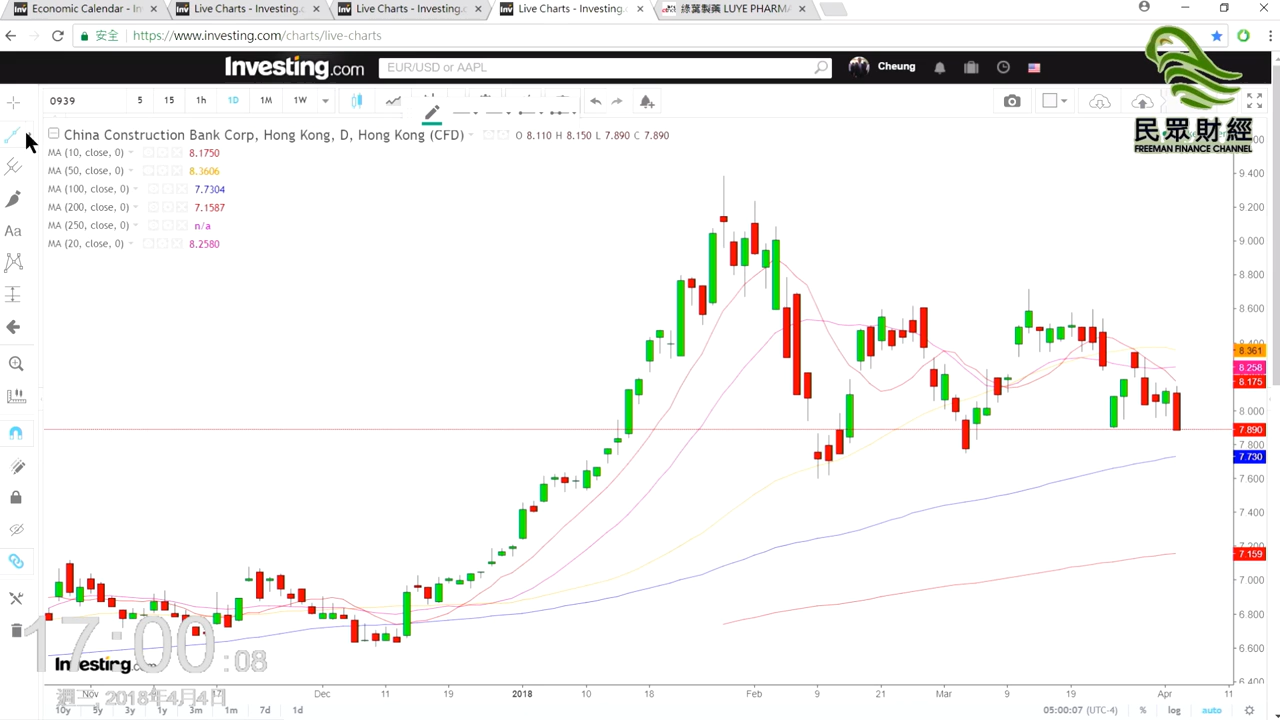 Economic Calendar - In
Live Charts - Investing.
Live Charts - Investing.c
Live Charts - Investing.
綠葉製藥 LUYE PHARMA
安全
https://www.investing.com/charts/live-charts
Investing.com
EUR/USD or AAPL
Cheung
民眾財經
FREEMAN FINANCE CHANNEL
0939
5
15
1h
1D
1M
1W
China Construction Bank Corp, Hong Kong, D, Hong Kong (CFD)
O 8.110 H 8.150 L 7.890 C 7.890
MA (10, close, 0) 8.1750
MA (50, close, 0) 8.3606
MA (100, close, 0) 7.7304
MA (200, close, 0) 7.1587
MA (250, close, 0) n/a
MA (20, close, 0) 8.2580
Aa
9.400
9.200
9.000
8.800
8.600
8.361
8.258
8.175
8.000
7.890
7.800
7.730
7.600
7.400
7.200
7.159
7.000
6.800
6.600
6.400
17:00:08
Investing.com
Nov
17
Dec
11
19
2018
10
18
Feb
9
21
Mar
9
19
Apr
11
週三, 2018年4月4日
10y
5y
3y
1y
3m
1m
7d
1d
05:00:07 (UTC-4)
%
log
auto